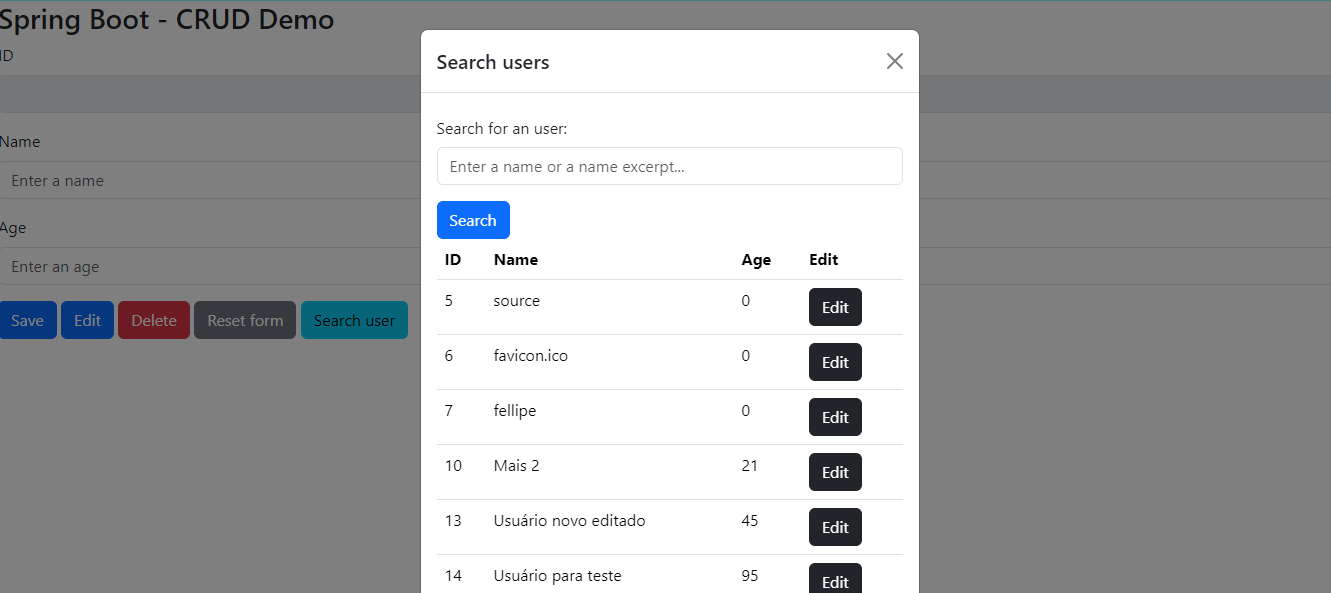 Spring Boot - CRUD Demo
ID
Name
Enter a name
Age
Enter an age
Save Edit Delete Reset form Search user
Search users
Search for an user:
Enter a name or a name excerpt...
Search
ID Name Age Edit
5 source 0 Edit
6 favicon.ico 0 Edit
7 fellipe 0 Edit
10 Mais 2 21 Edit
13 Usuário novo editado 45 Edit
14 Usuário para teste 95 Edit